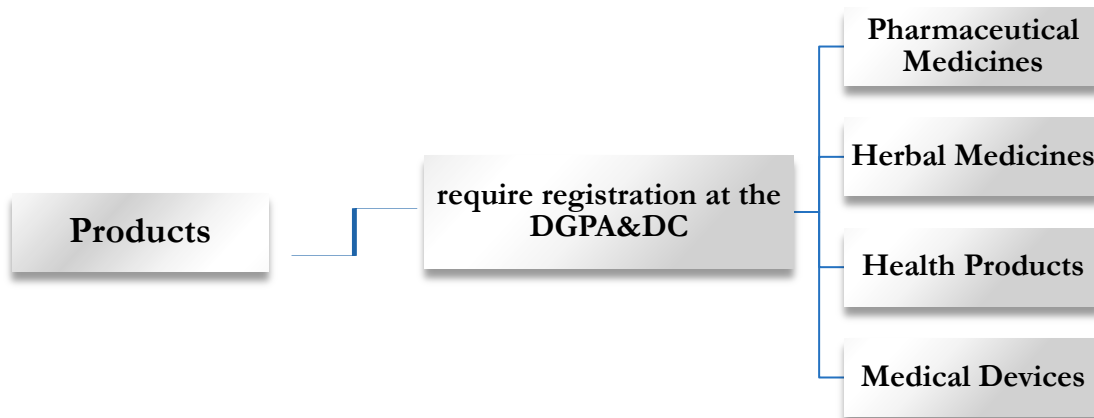 Products
require registration at the
DGPA&DC
Pharmaceutical
Medicines
Herbal Medicines
Health Products
Medical Devices